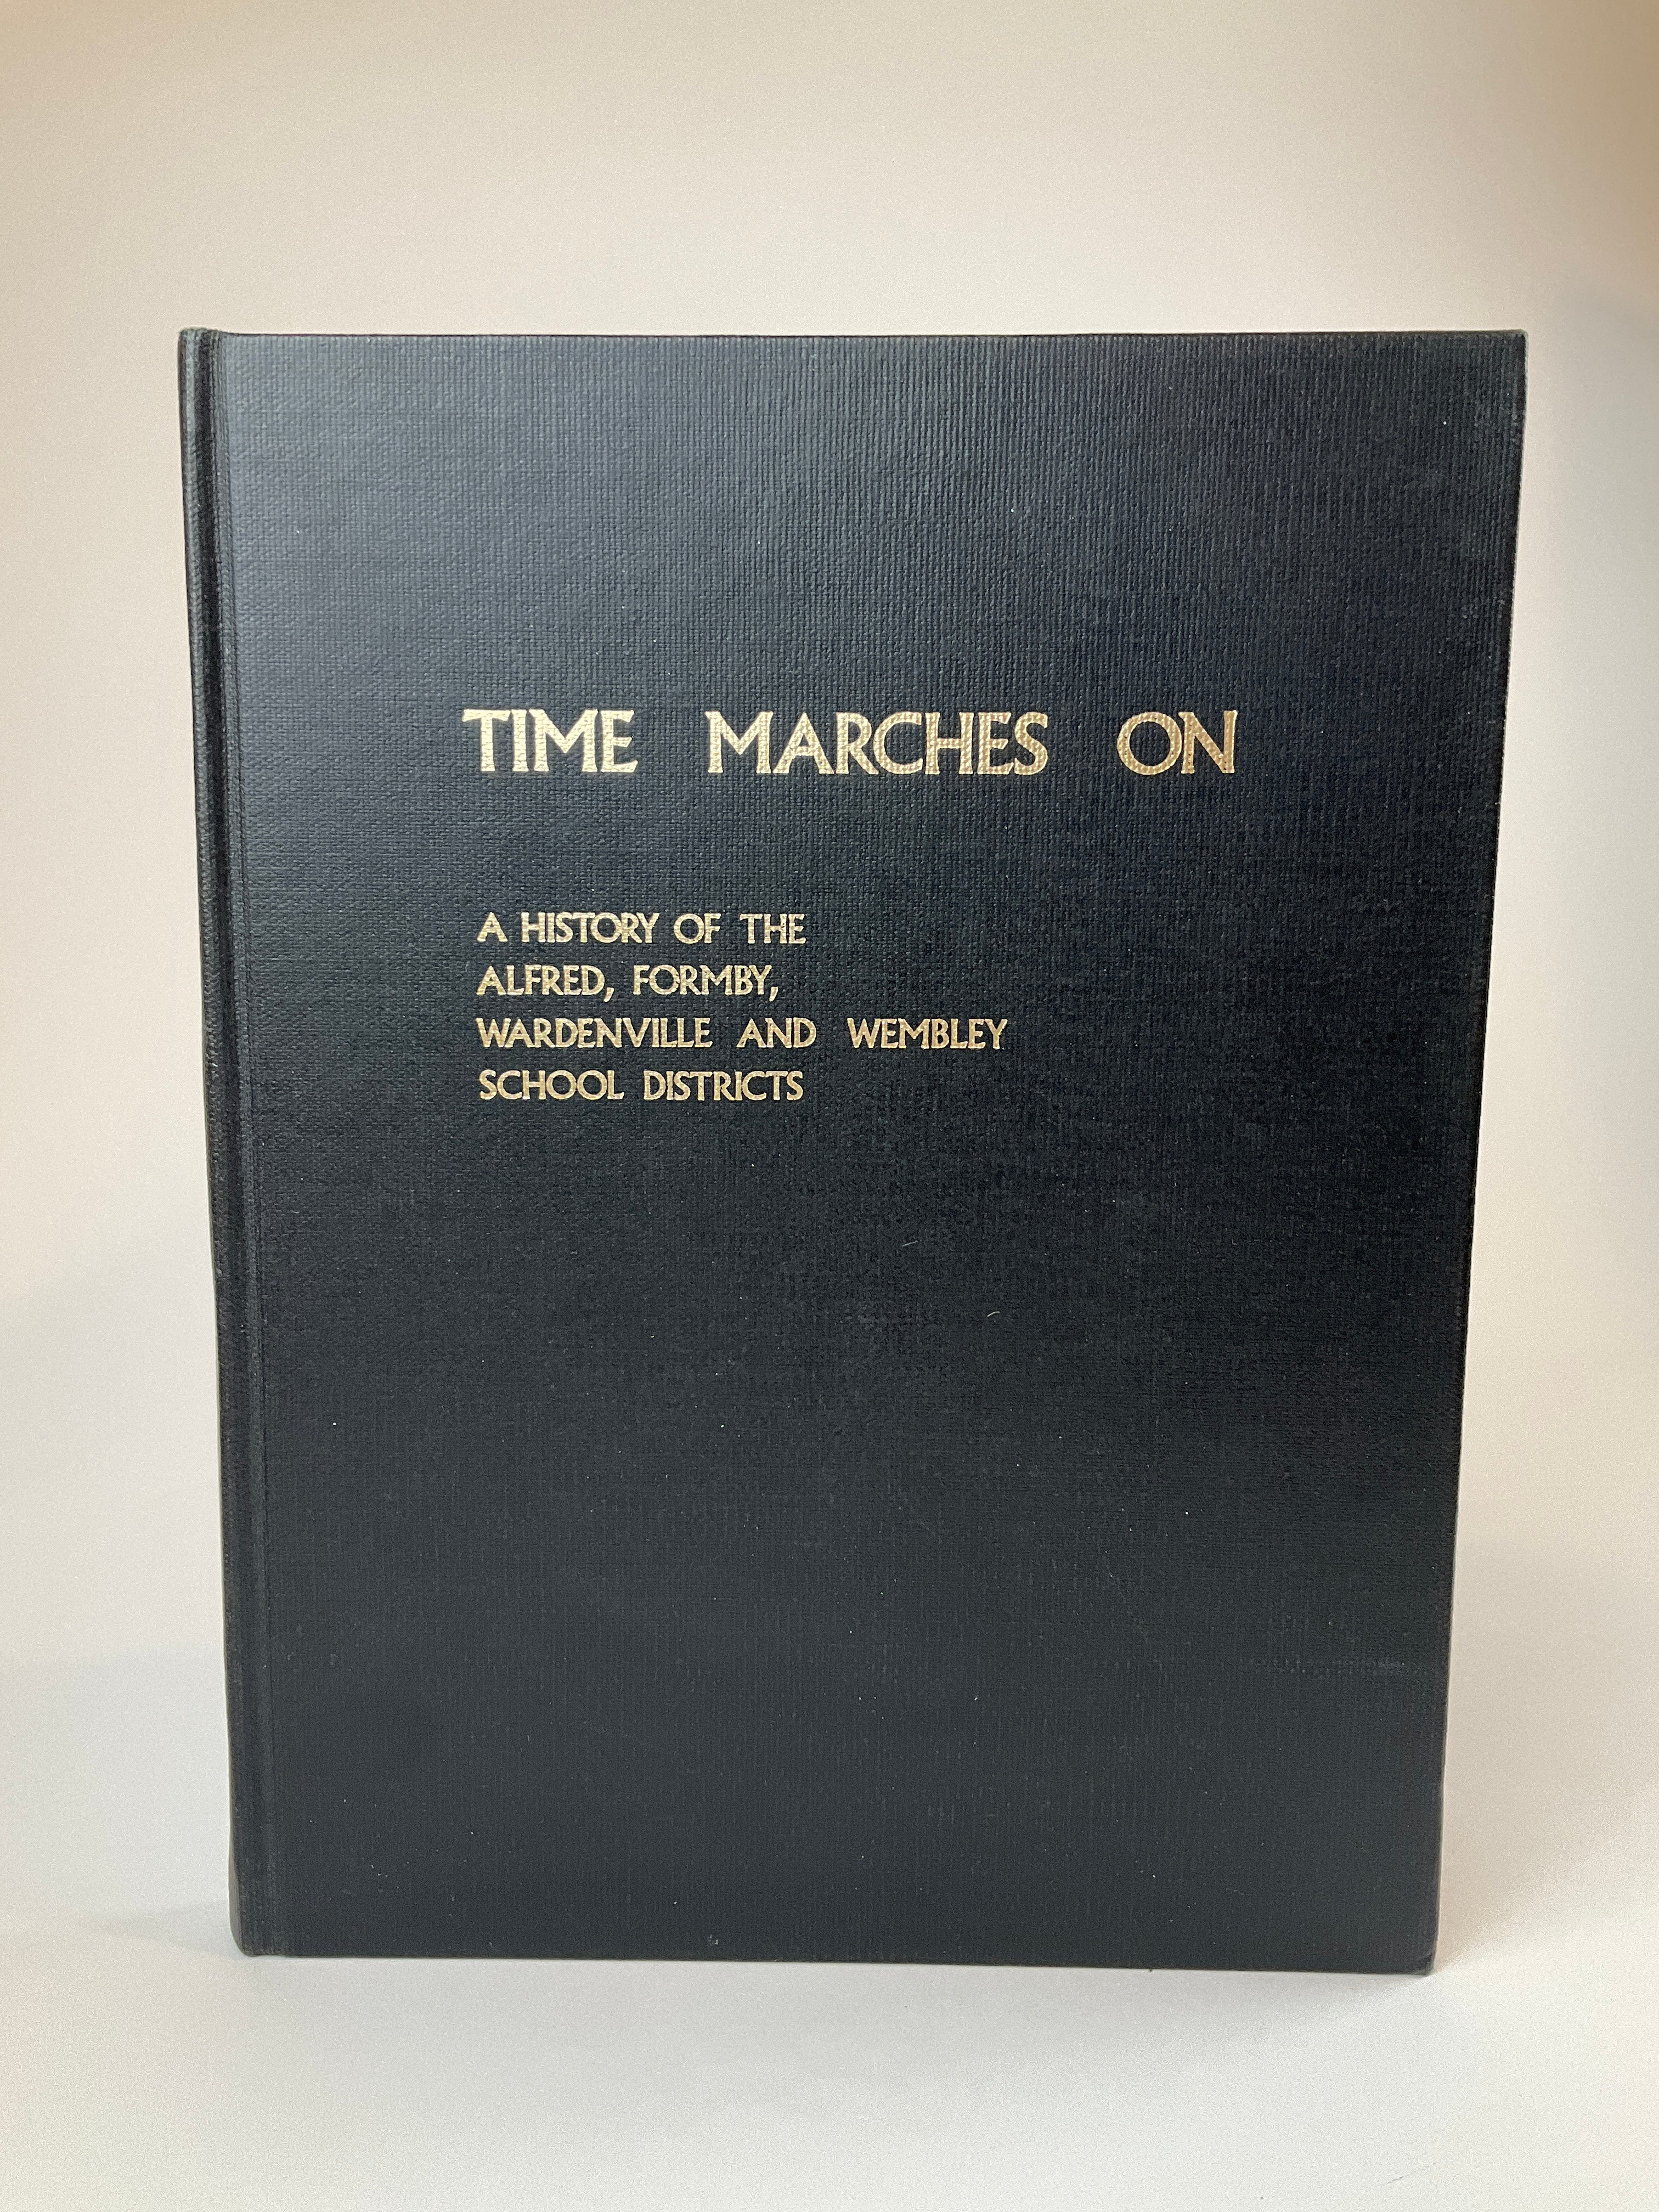 TIME MARCHES ON
A HISTORY OF THE
ALFRED, FORMBY,
WARDENVILLE AND WEMBLEY
SCHOOL DISTRICTS